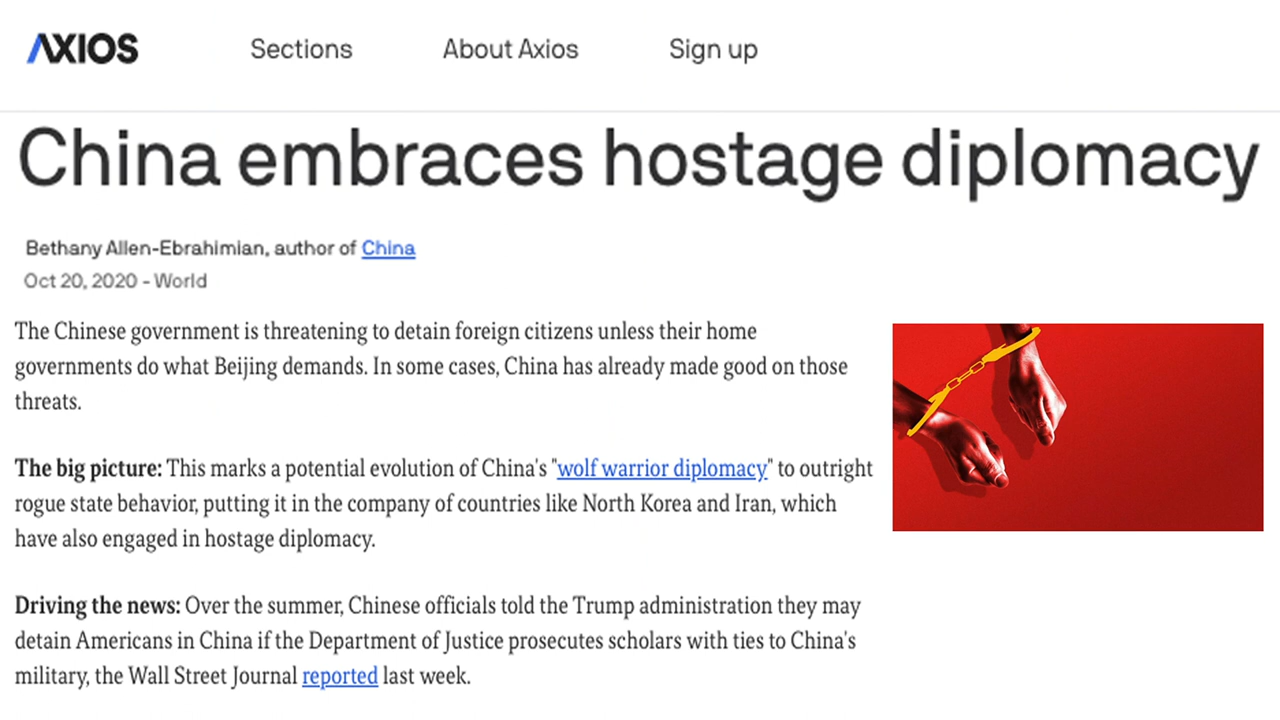 AXIOS Sections About Axios Sign up
China embraces hostage diplomacy
Bethany Allen-Ebrahimian, author of China
Oct 20, 2020 - World
The Chinese government is threatening to detain foreign citizens unless their home
governments do what Beijing demands. In some cases, China has already made good on those
threats.
The big picture: This marks a potential evolution of China's "wolf warrior diplomacy" to outright
rogue state behavior, putting it in the company of countries like North Korea and Iran, which
have also engaged in hostage diplomacy.
Driving the news: Over the summer, Chinese officials told the Trump administration they may
detain Americans in China if the Department of Justice prosecutes scholars with ties to China's
military, the Wall Street Journal reported last week.